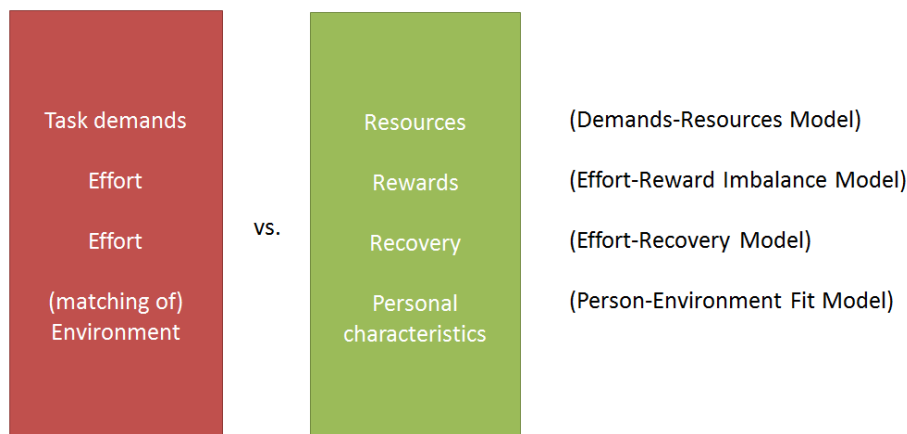 Task demands
Resources
(Demands-Resources Model)
Effort
Rewards
(Effort-Reward Imbalance Model)
Effort
vs.
Recovery
(Effort-Recovery Model)
(matching of)
Environment
Personal
characteristics
(Person-Environment Fit Model)